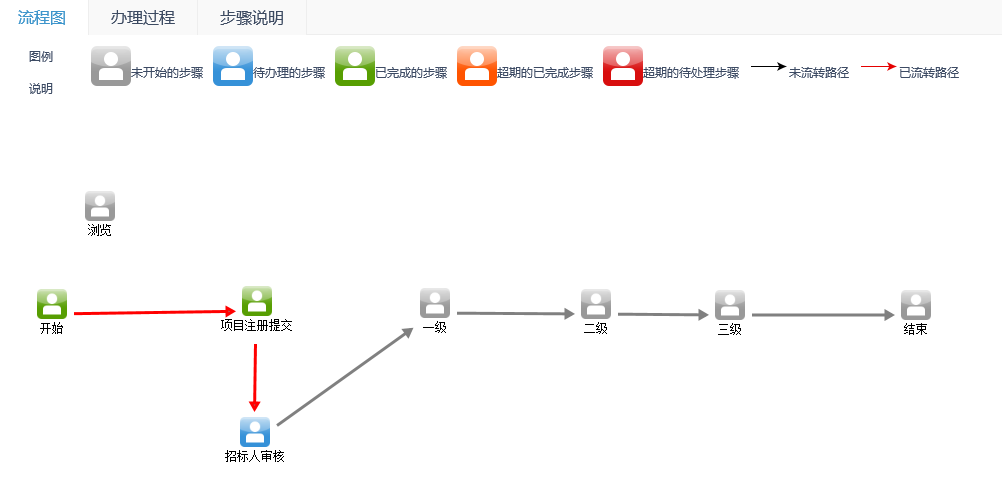 流程图 办理过程 步骤说明
图例
说明
未开始的步骤 待办理的步骤 已完成的步骤 超期的已完成步骤 超期的待处理步骤 未流转路径 已流转路径
浏览
开始 项目注册提交 一级 二级 三级 结束
招标人审核